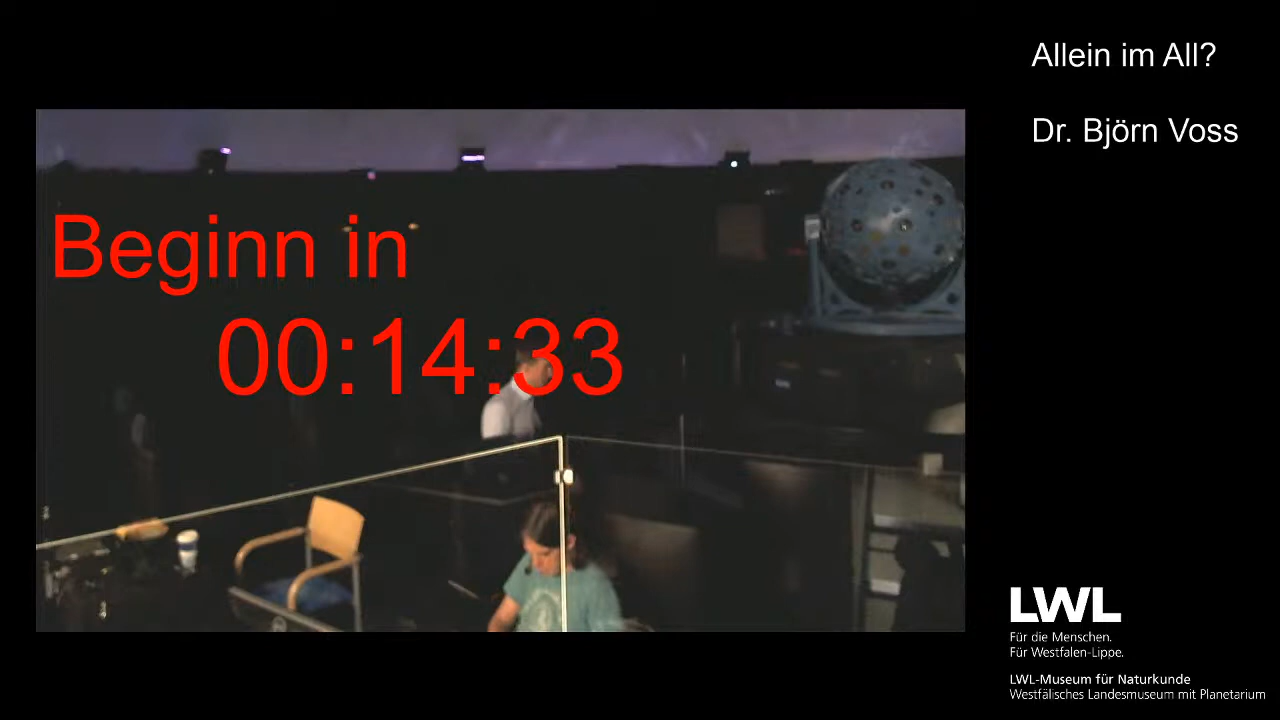 Allein im All?
Dr. Björn Voss
Beginn in
00:14:33
LWL
Für die Menschen.
Für Westfalen-Lippe.
LWL-Museum für Naturkunde
Westfälisches Landesmuseum mit Planetarium